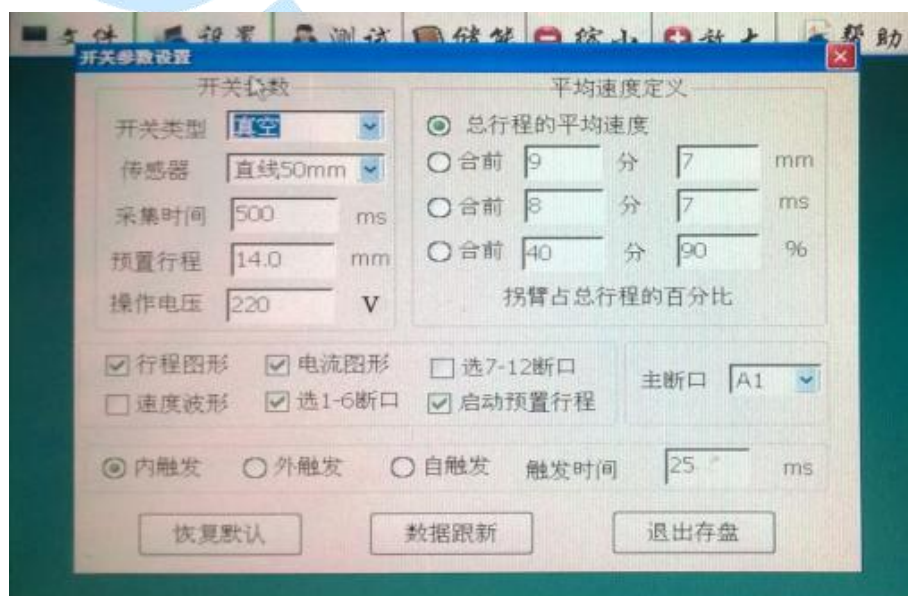 文件 设置 测试 储能 缩小 放大 帮助
开关参数设置
开关参数
开关类型 真空
传感器 直线50mm
采集时间 500 ms
预置行程 14.0 mm
操作电压 220 V
平均速度定义
总行程的平均速度
合前 9 分 7 mm
合前 8 分 7 ms
合前 40 分 90 %
拐臂占总行程的百分比
行程图形 电流图形 选7-12断口
速度波形 选1-6断口 启动预置行程
主断口 A1
内触发 外触发 自触发 触发时间 25 ms
恢复默认 数据跟新 退出存盘